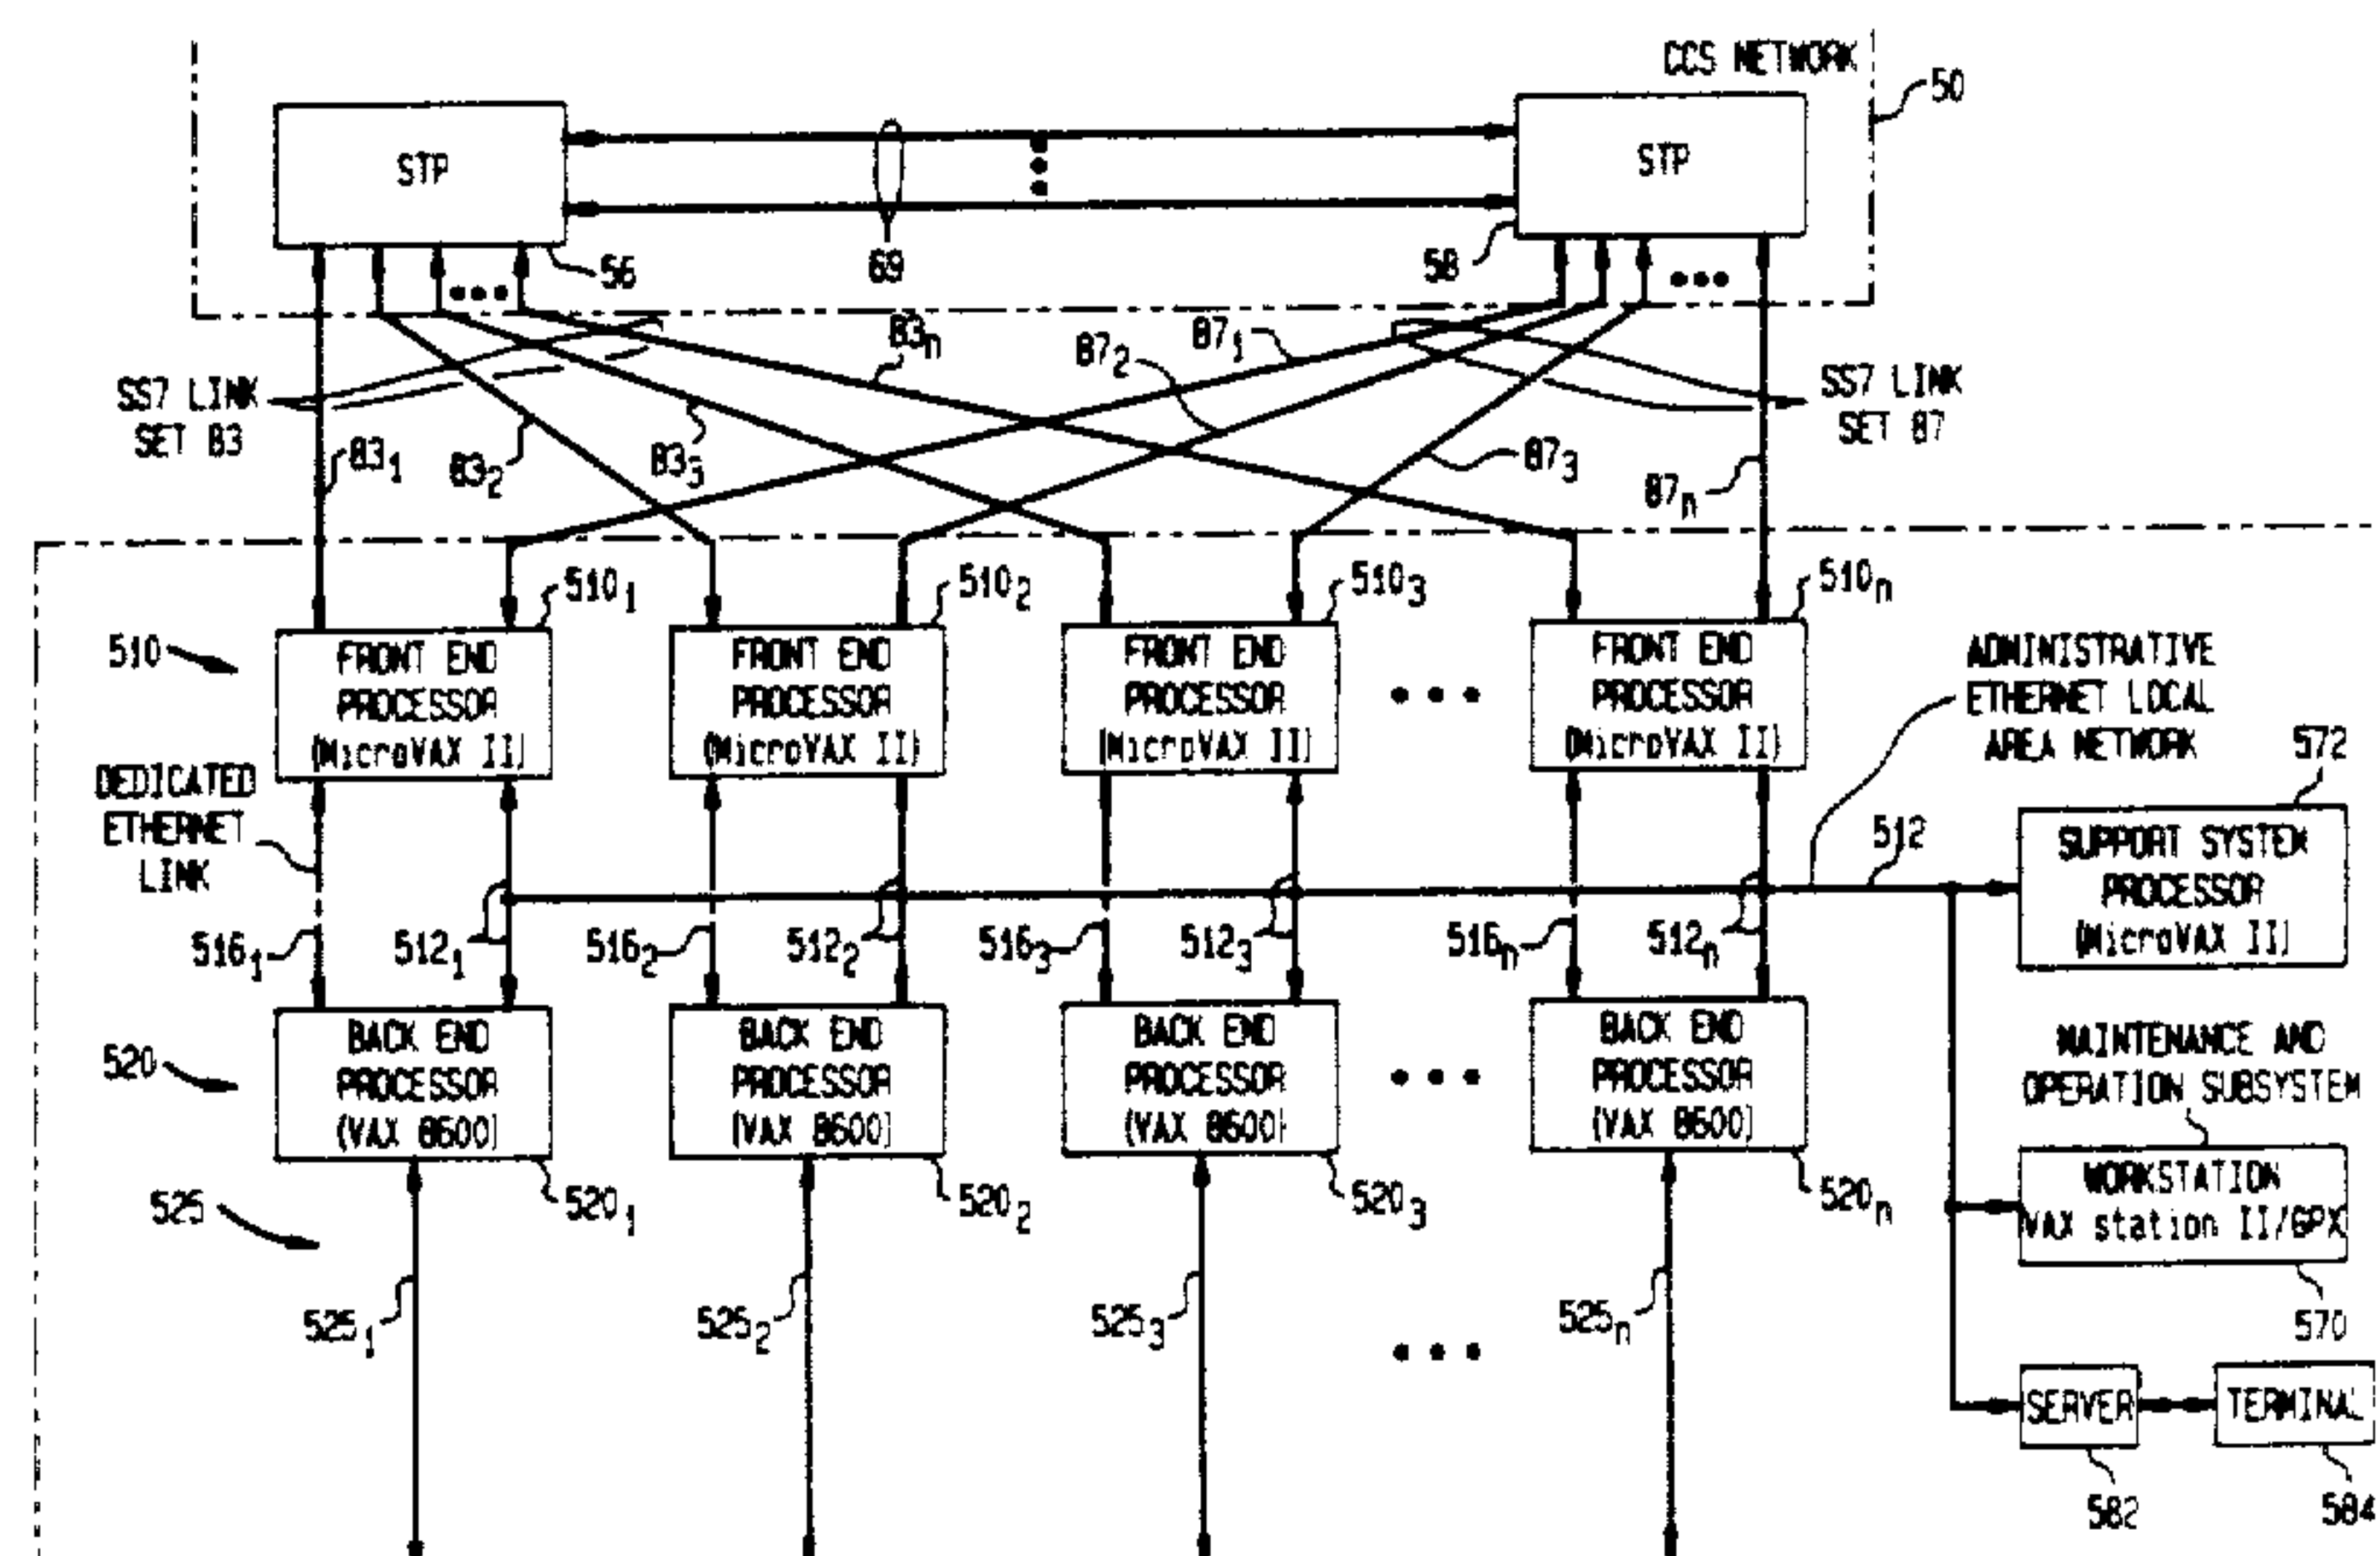 CCS NETWORK
50
STP
STP
56
69
58
83n
87₁
87₂
SS7 LINK
SET 83
SS7 LINK
SET 87
83₁
83₂
83₃
87₃
87n
510
510₁
510₂
510₃
510n
FRONT END
PROCESSOR
(MicroVAX II)
FRONT END
PROCESSOR
(MicroVAX II)
FRONT END
PROCESSOR
(MicroVAX II)
FRONT END
PROCESSOR
(MicroVAX II)
ADMINISTRATIVE
ETHERNET LOCAL
AREA NETWORK
572
DEDICATED
ETHERNET
LINK
512
SUPPORT SYSTEM
PROCESSOR
(MicroVAX II)
516₁
512₁
516₂
512₂
516₃
512₃
516n
512n
520
BACK END
PROCESSOR
(VAX 8600)
BACK END
PROCESSOR
(VAX 8600)
BACK END
PROCESSOR
(VAX 8600)
BACK END
PROCESSOR
(VAX 8600)
MAINTENANCE AND
OPERATION SUBSYSTEM
525
520₁
520₂
520₃
520n
WORKSTATION
VAX station II/GPX
570
525₁
525₂
525₃
525n
SERVER
TERMINAL
582
584